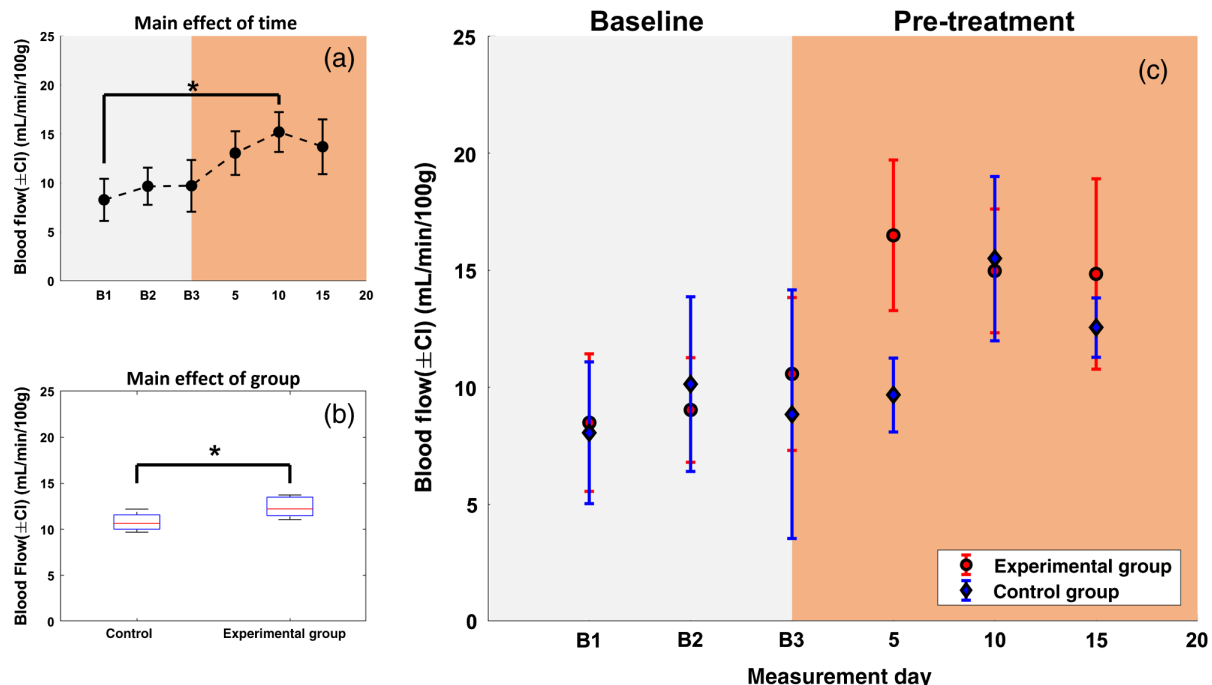 Main effect of time
(a)
*
25
20
15
10
5
0
Blood flow(±CI) (mL/min/100g)
B1 B2 B3 5 10 15 20
Main effect of group
(b)
*
25
20
15
10
5
0
Blood Flow(±CI) (mL/min/100g)
Control Experimental group
Baseline Pre-treatment
(c)
25
20
15
10
5
0
Blood flow(±CI) (mL/min/100g)
Experimental group
Control group
B1 B2 B3 5 10 15 20
Measurement day